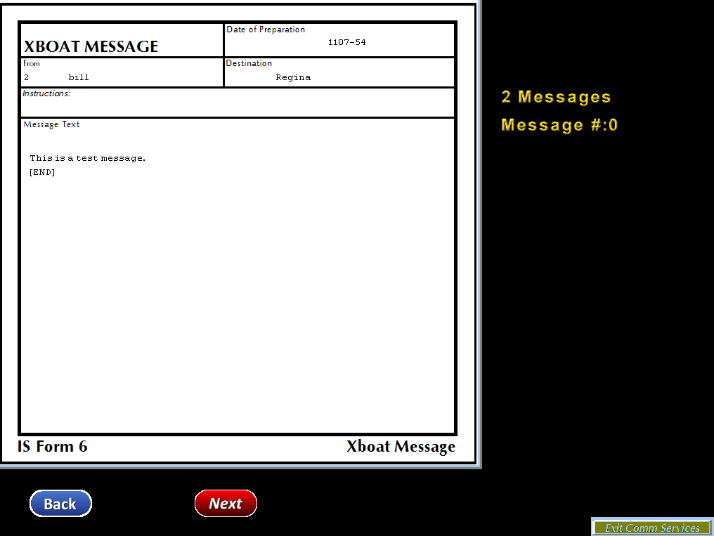 XBOAT MESSAGE
Date of Preparation
1107-54
from
2 bill
Destination
Regina
Instructions:
Message Text
This is a test message.
[END]
IS Form 6
Xboat Message
2 Messages
Message #:0
Back
Next
Exit Comm Services